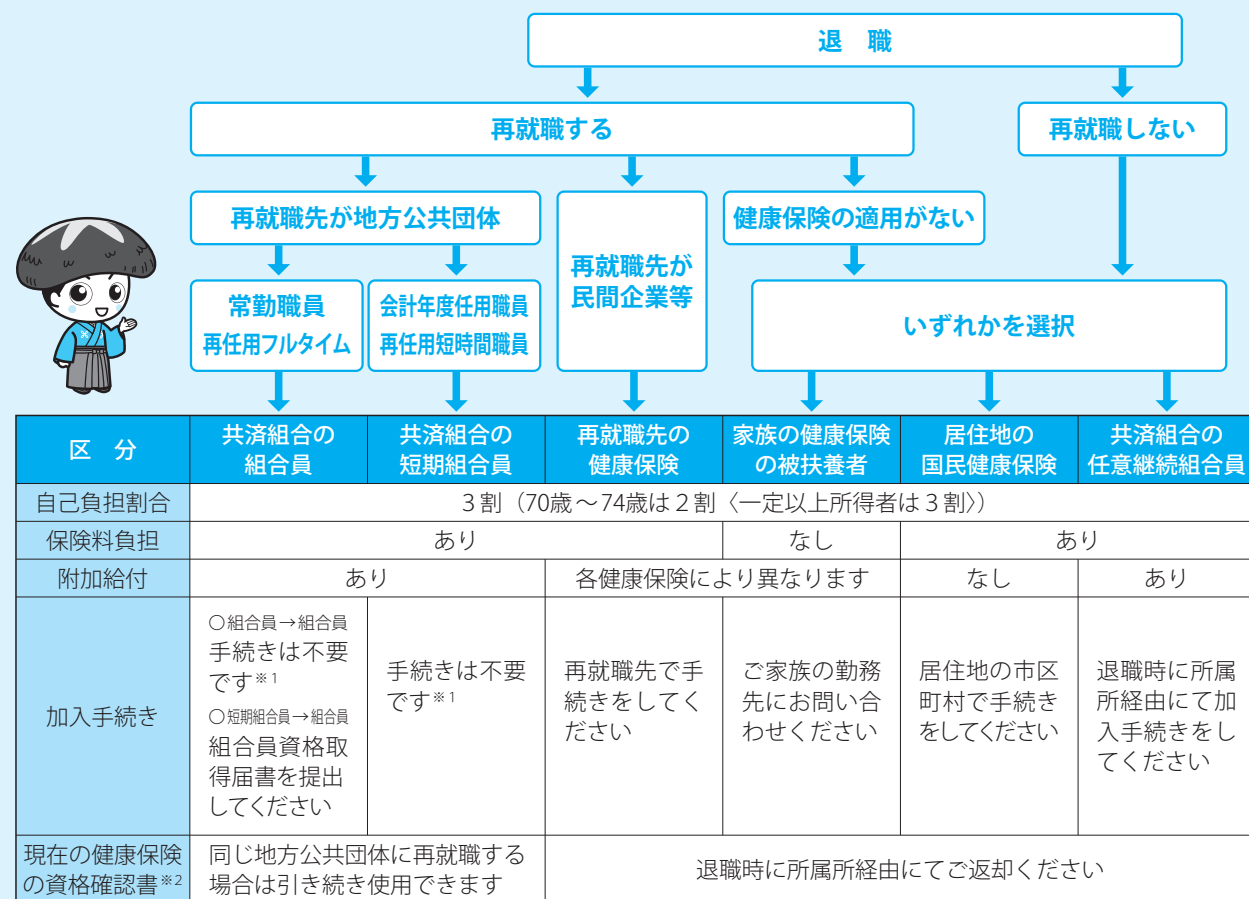 退　職
再就職する
再就職しない
再就職先が地方公共団体
健康保険の適用がない
再就職先が
民間企業等
常勤職員
再任用フルタイム
会計年度任用職員
再任用短時間職員
いずれかを選択
区　分
共済組合の
組合員
共済組合の
短期組合員
再就職先の
健康保険
家族の健康保険
の被扶養者
居住地の
国民健康保険
共済組合の
任意継続組合員
自己負担割合
３割（70歳～74歳は２割〈一定以上所得者は３割〉）
保険料負担
あり
なし
あり
附加給付
あり
各健康保険により異なります
なし
あり
加入手続き
○組合員→組合員
手続きは不要
です※1
○短期組合員→組合員
組合員資格取
得届書を提出
してください
手続きは不要
です※1
再就職先で手
続きをしてく
ださい
ご家族の勤務
先にお問い合
わせください
居住地の市区
町村で手続き
をしてください
退職時に所属
所経由にて加
入手続きをし
てください
現在の健康保険
の資格確認書※2
同じ地方公共団体に再就職する
場合は引き続き使用できます
退職時に所属所経由にてご返却ください